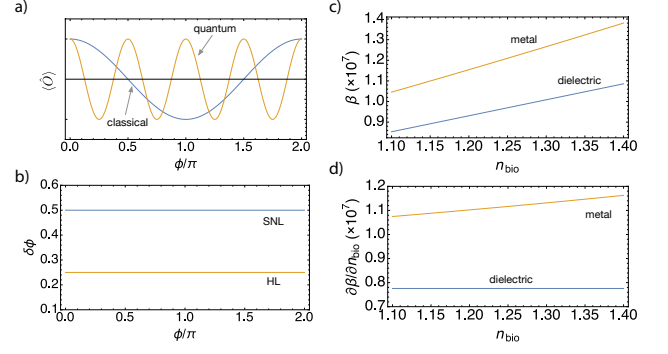 a)
quantum
⟨Ô⟩
classical
0.0 0.5 1.0 1.5 2.0
ϕ/π
b)
0.6
0.5
0.4
0.3
0.2
0.1
δϕ
SNL
HL
0.0 0.5 1.0 1.5 2.0
ϕ/π
c)
1.4
1.3
1.2
1.1
1.0
0.9
β (×10⁷)
metal
dielectric
1.10 1.15 1.20 1.25 1.30 1.35 1.40
n_bio
d)
1.2
1.1
1.0
0.9
0.8
0.7
∂β/∂n_bio (×10⁷)
metal
dielectric
1.10 1.15 1.20 1.25 1.30 1.35 1.40
n_bio